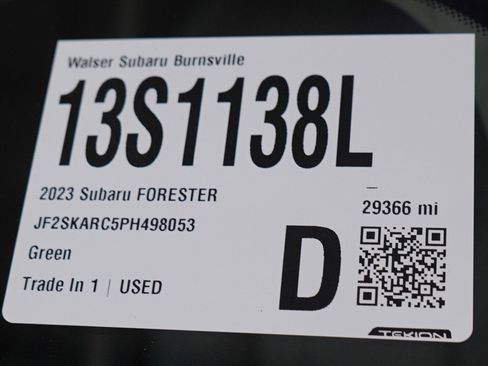 Walser Subaru Burnsville
13S1138L
2023 Subaru FORESTER
29366 mi
JF2SKARC5PH498053
Green
D
Trade In 1 | USED
TEKION